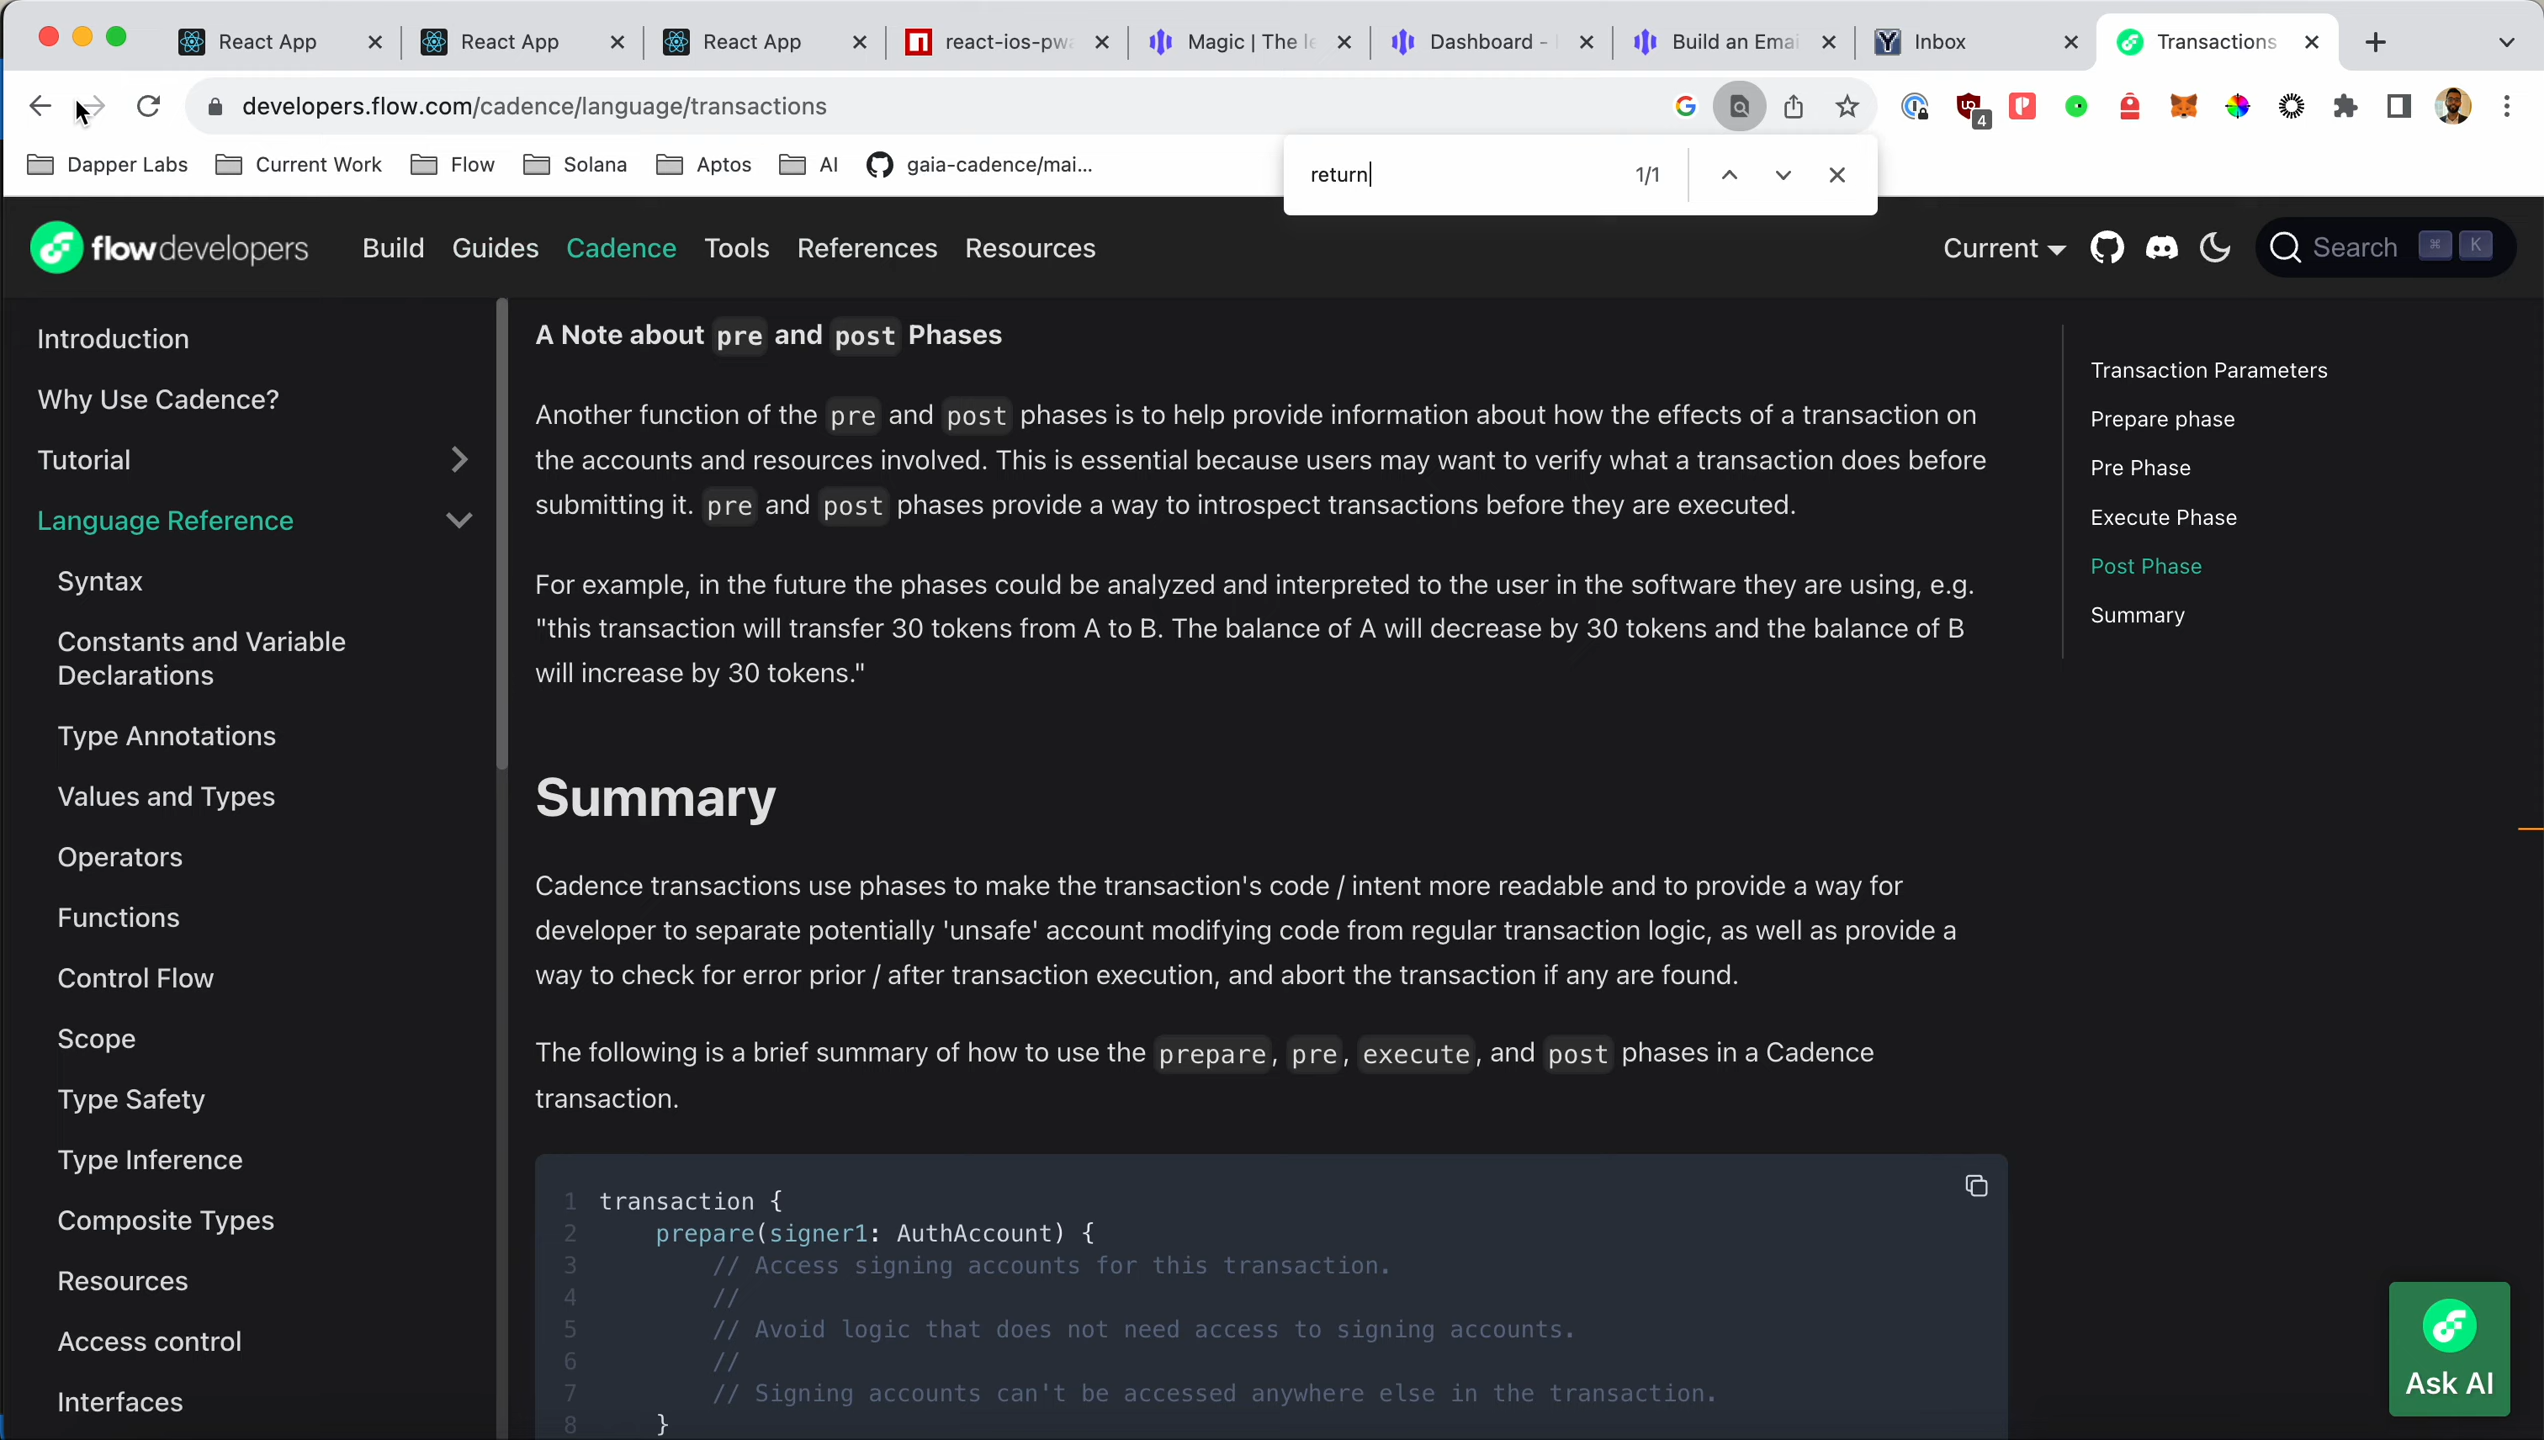 React App
React App
React App
react-ios-pwa
Magic | The le
Dashboard -
Build an Emai
Inbox
Transactions
developers.flow.com/cadence/language/transactions
4
Dapper Labs
Current Work
Flow
Solana
Aptos
AI
gaia-cadence/mai...
return
1/1
flowdevelopers
Build
Guides
Cadence
Tools
References
Resources
Current
Search
⌘ K
Introduction
Why Use Cadence?
Tutorial
Language Reference
Syntax
Constants and Variable
Declarations
Type Annotations
Values and Types
Operators
Functions
Control Flow
Scope
Type Safety
Type Inference
Composite Types
Resources
Access control
Interfaces
A Note about pre and post Phases
Another function of the pre and post phases is to help provide information about how the effects of a transaction on
the accounts and resources involved. This is essential because users may want to verify what a transaction does before
submitting it. pre and post phases provide a way to introspect transactions before they are executed.
For example, in the future the phases could be analyzed and interpreted to the user in the software they are using, e.g.
"this transaction will transfer 30 tokens from A to B. The balance of A will decrease by 30 tokens and the balance of B
will increase by 30 tokens."
Summary
Cadence transactions use phases to make the transaction's code / intent more readable and to provide a way for
developer to separate potentially 'unsafe' account modifying code from regular transaction logic, as well as provide a
way to check for error prior / after transaction execution, and abort the transaction if any are found.
The following is a brief summary of how to use the prepare, pre, execute, and post phases in a Cadence
transaction.
1 transaction {
2 prepare(signer1: AuthAccount) {
3 // Access signing accounts for this transaction.
4 //
5 // Avoid logic that does not need access to signing accounts.
6 //
7 // Signing accounts can't be accessed anywhere else in the transaction.
8 }
Transaction Parameters
Prepare phase
Pre Phase
Execute Phase
Post Phase
Summary
Ask AI